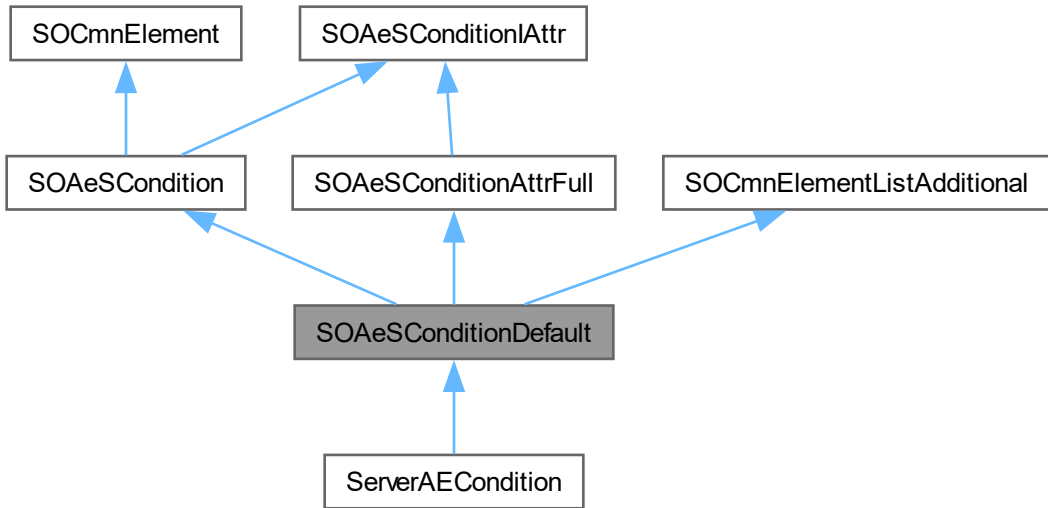 SOCmnElement
SOAeSConditionIAttr
SOAeSCondition
SOAeSConditionAttrFull
SOCmnElementListAdditional
SOAeSConditionDefault
ServerAECondition